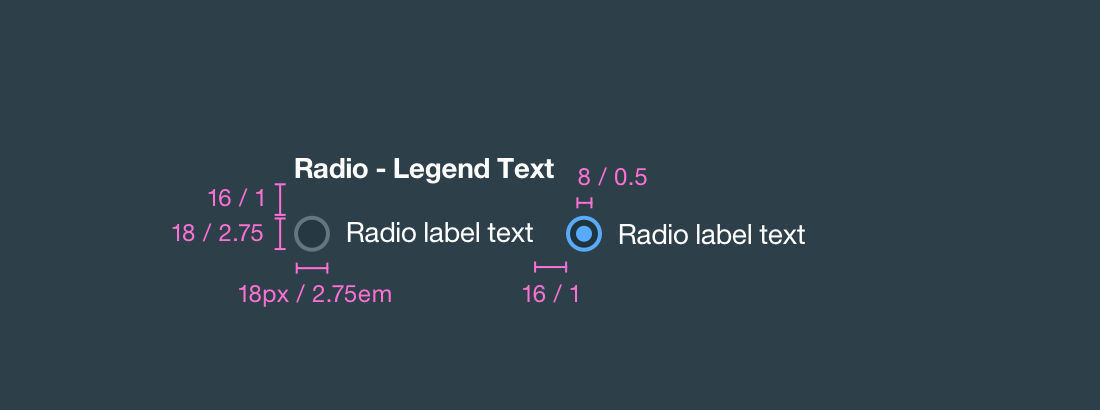 Radio - Legend Text
8 / 0.5
16 / 1
18 / 2.75
Radio label text
Radio label text
18px / 2.75em
16 / 1